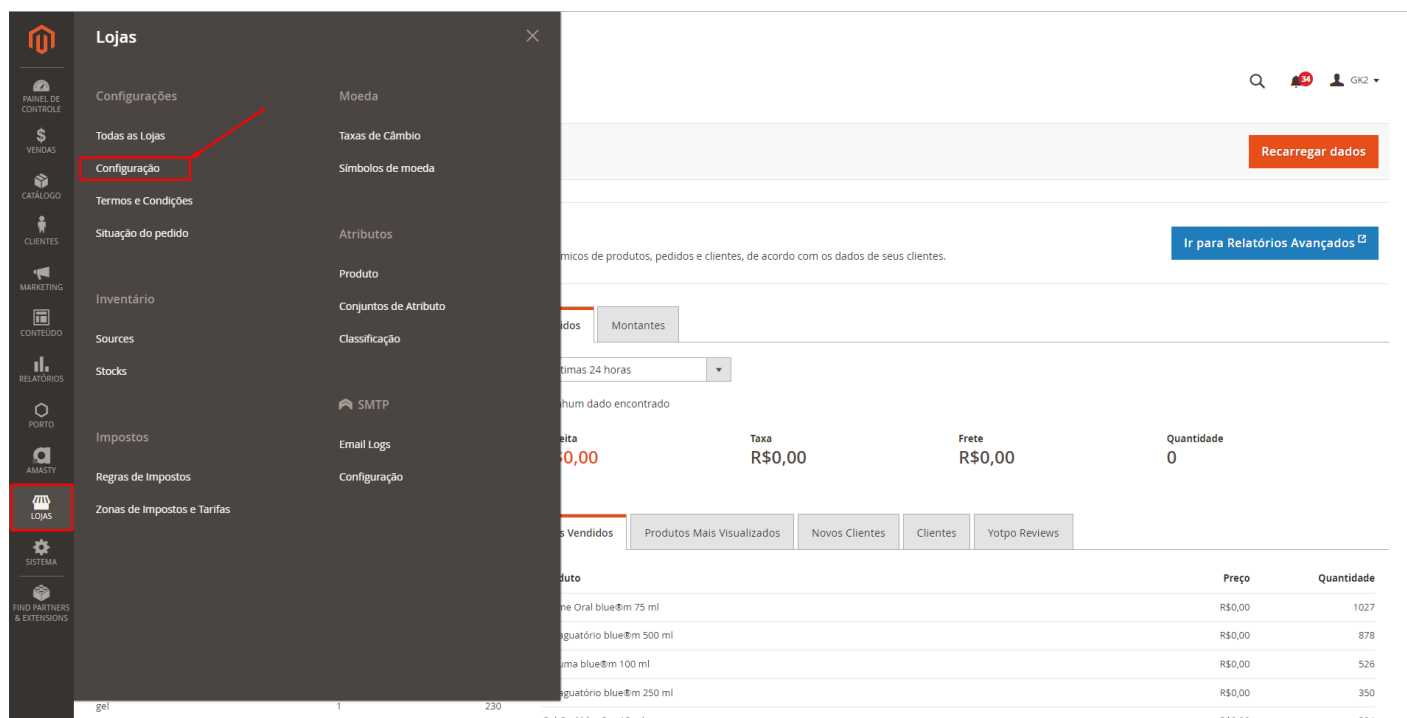 Lojas
PAINEL DE
CONTROLE
VENDAS
CATÁLOGO
CLIENTES
MARKETING
CONTEÚDO
RELATÓRIOS
PORTO
AMASTY
LOJAS
SISTEMA
FIND PARTNERS
& EXTENSIONS
Configurações
Todas as Lojas
Configuração
Termos e Condições
Situação do pedido
Inventário
Sources
Stocks
Impostos
Regras de Impostos
Zonas de Impostos e Tarifas
Moeda
Taxas de Câmbio
Símbolos de moeda
Atributos
Produto
Conjuntos de Atributo
Classificação
SMTP
Email Logs
Configuração
34 GK2
Recarregar dados
Ir para Relatórios Avançados
micos de produtos, pedidos e clientes, de acordo com os dados de seus clientes.
idos Montantes
timas 24 horas
hum dado encontrado
eita Taxa Frete Quantidade
$0,00 R$0,00 R$0,00 0
s Vendidos Produtos Mais Visualizados Novos Clientes Clientes Yotpo Reviews
duto Preço Quantidade
me Oral blue®m 75 ml R$0,00 1027
aguatório blue®m 500 ml R$0,00 878
uma blue®m 100 ml R$0,00 526
aguatório blue®m 250 ml R$0,00 350
gel 1 230